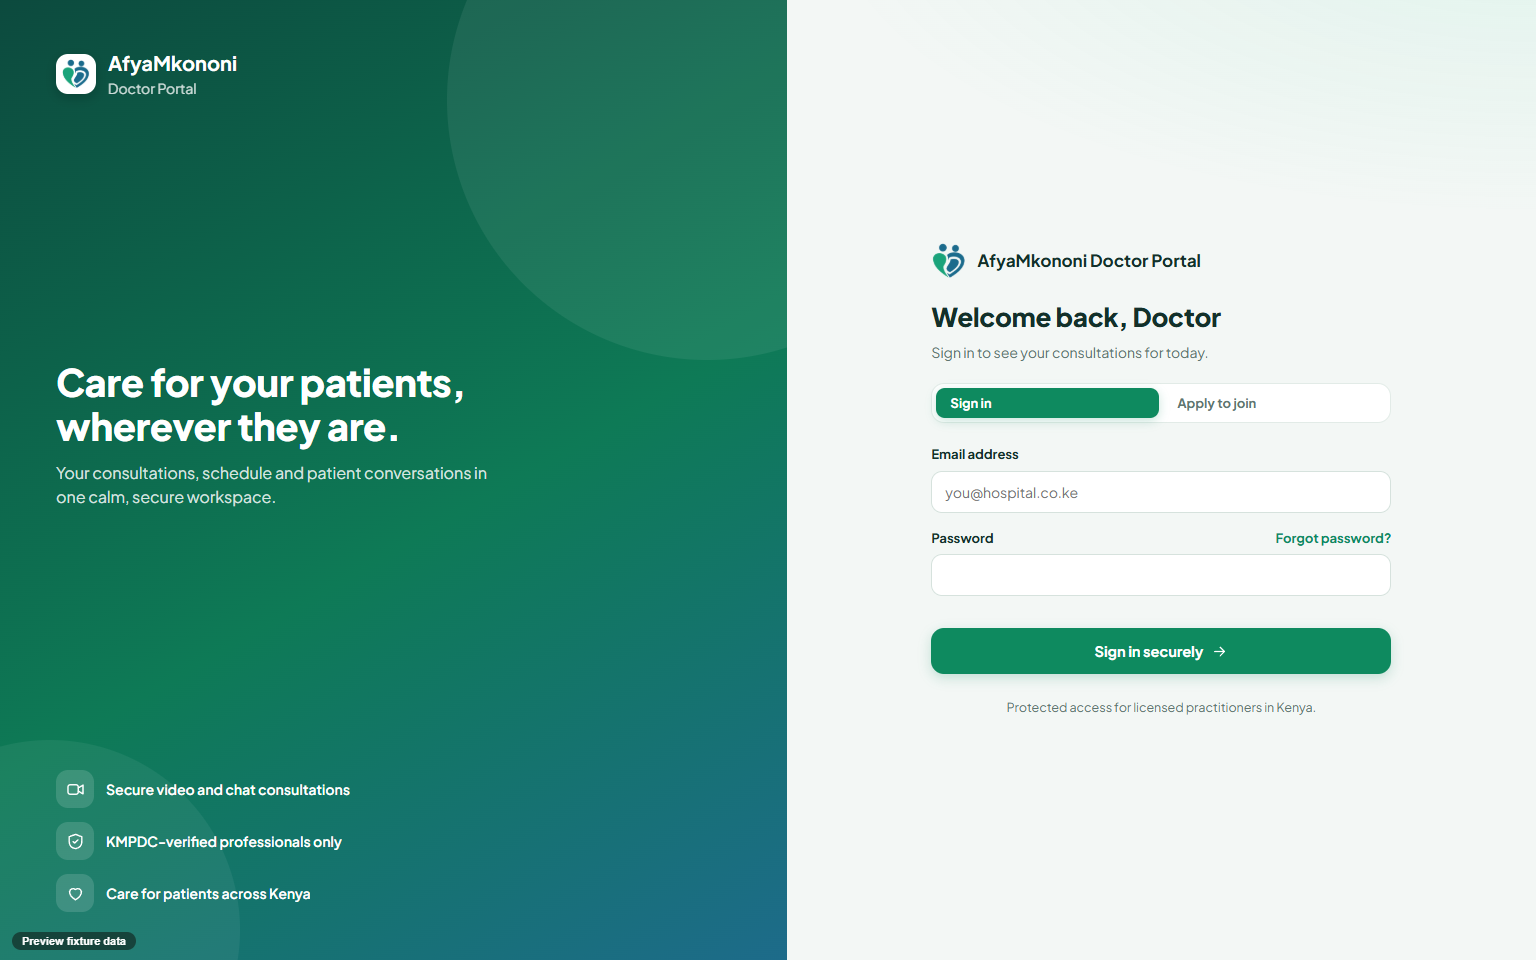 AfyaMkononi
Doctor Portal
Care for your patients,
wherever they are.
Your consultations, schedule and patient conversations in
one calm, secure workspace.
Secure video and chat consultations
KMPDC-verified professionals only
Care for patients across Kenya
Preview fixture data
AfyaMkononi Doctor Portal
Welcome back, Doctor
Sign in to see your consultations for today.
Sign in Apply to join
Email address
you@hospital.co.ke
Password Forgot password?
Sign in securely →
Protected access for licensed practitioners in Kenya.